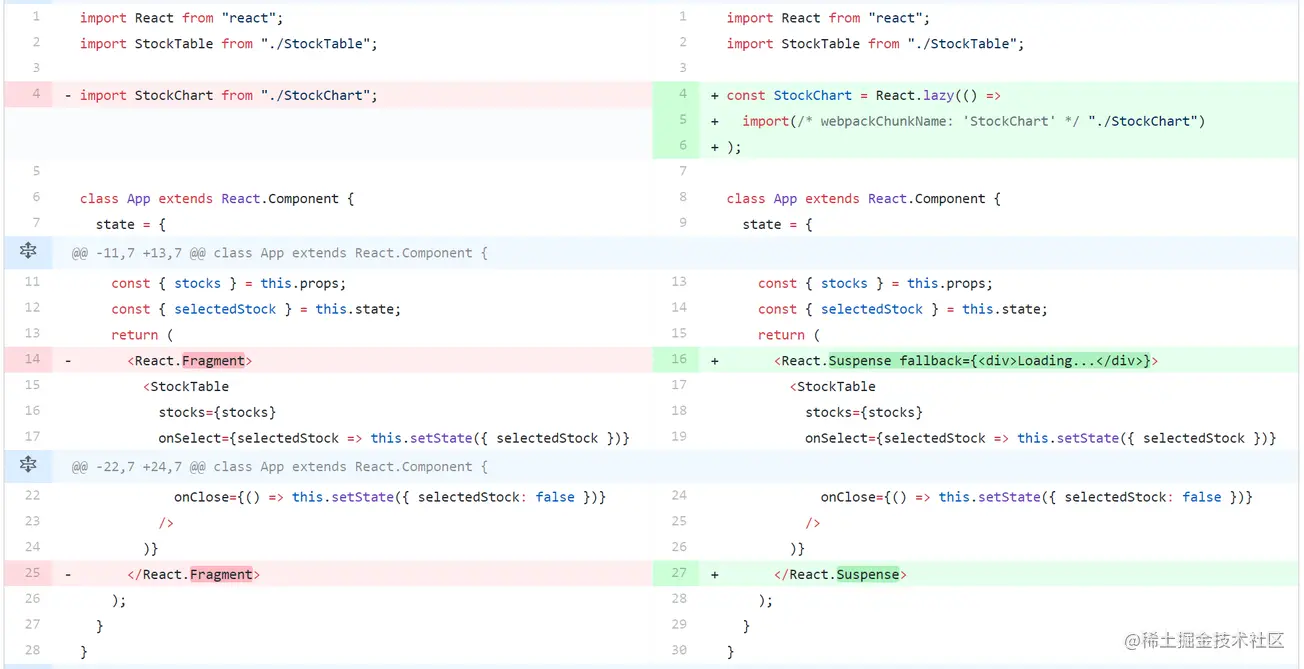 1 import React from "react";
2 import StockTable from "./StockTable";
3
4 - import StockChart from "./StockChart";
5
6 class App extends React.Component {
7 state = {
@@ -11,7 +13,7 @@ class App extends React.Component {
11 const { stocks } = this.props;
12 const { selectedStock } = this.state;
13 return (
14 - <React.Fragment>
15 <StockTable
16 stocks={stocks}
17 onSelect={selectedStock => this.setState({ selectedStock })}
@@ -22,7 +24,7 @@ class App extends React.Component {
22 onClose={() => this.setState({ selectedStock: false })}
23 />
24 )}
25 - </React.Fragment>
26 );
27 }
28 }
1 import React from "react";
2 import StockTable from "./StockTable";
3
4 + const StockChart = React.lazy(() =>
5 + import(/* webpackChunkName: 'StockChart' */ "./StockChart")
6 + );
7
8 class App extends React.Component {
9 state = {
13 const { stocks } = this.props;
14 const { selectedStock } = this.state;
15 return (
16 + <React.Suspense fallback={<div>Loading...</div>}>
17 <StockTable
18 stocks={stocks}
19 onSelect={selectedStock => this.setState({ selectedStock })}
24 onClose={() => this.setState({ selectedStock: false })}
25 />
26 )}
27 + </React.Suspense>
28 );
29 }
30 }
@稀土掘金技术社区